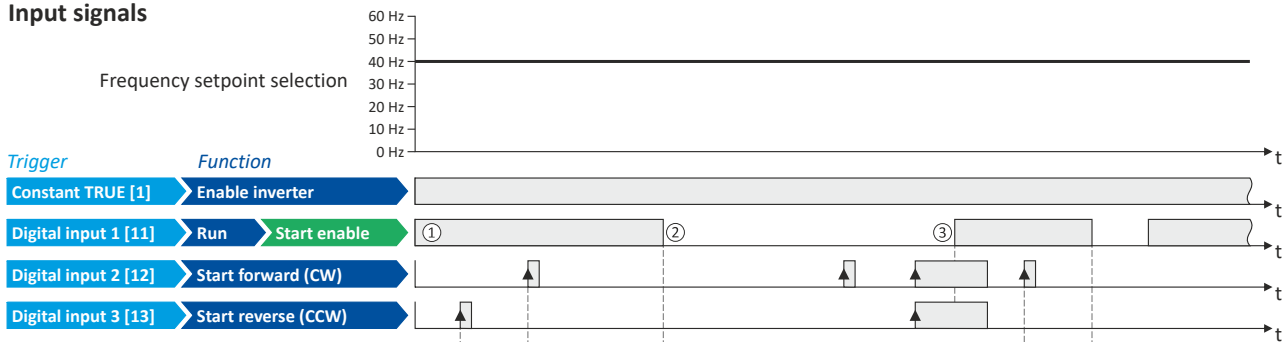 Input signals
60 Hz
50 Hz
40 Hz
Frequency setpoint selection
30 Hz
20 Hz
10 Hz
0 Hz
t
Trigger Function
Constant TRUE [1] Enable inverter
t
Digital input 1 [11] Run Start enable ① ② ③
t
Digital input 2 [12] Start forward (CW)
t
Digital input 3 [13] Start reverse (CCW)
t